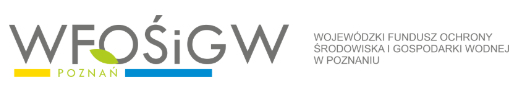 WFOŚiGW
POZNAŃ
WOJEWÓDZKI FUNDUSZ OCHRONY
ŚRODOWISKA I GOSPODARKI WODNEJ
W POZNANIU